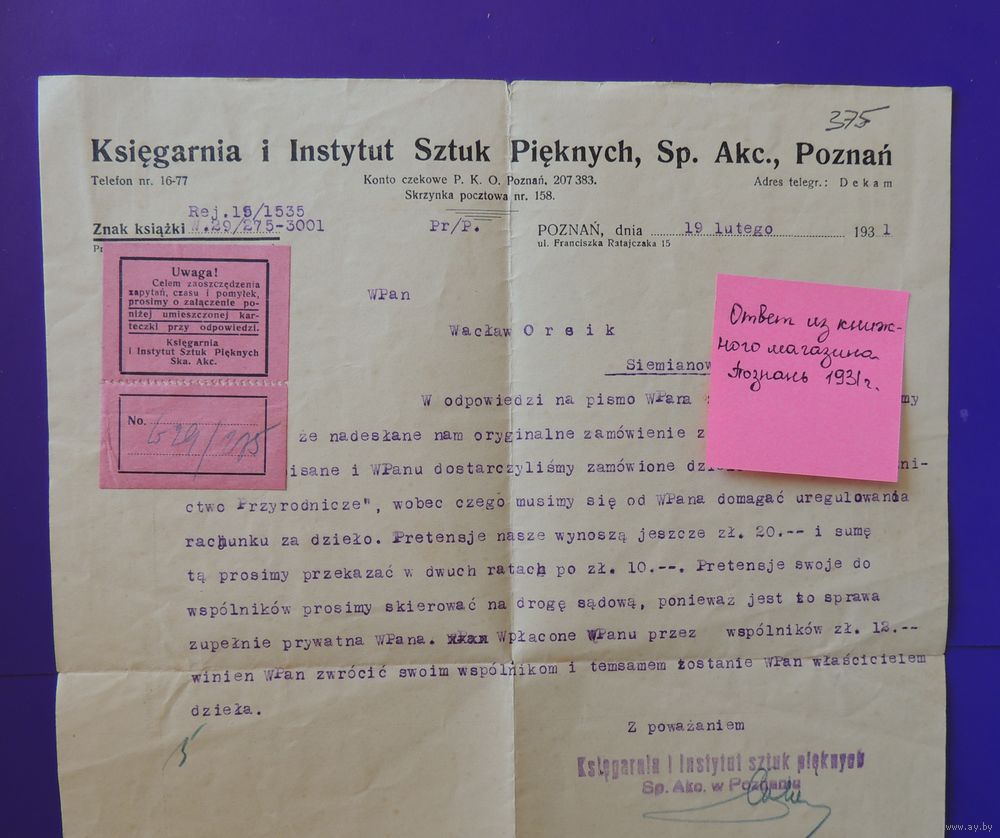 375
Księgarnia i Instytut Sztuk Pięknych, Sp. Akc., Poznań
Telefon nr. 16-77
Konto czekowe P. K. O. Poznań. 207 383.
Adres telegr.: Dekam
Skrzynka pocztowa nr. 158.
Rej.15/1535
Znak książki W.29/275-3001
Pr/P.
POZNAŃ, dnia 19 lutego 1931
ul. Franciszka Ratajczaka 15
Uwaga!
Celem zaoszczędzenia
zapytań, czasu i pomyłek,
prosimy o załączenie po-
niżej umieszczonej kar-
teczki przy odpowiedzi.
Księgarnia
i Instytut Sztuk Pięknych
Ska. Akc.
No.
WPan
Wacław Orsik
Siemianow
Ответ из книж-
ного магазина
Познань 1931г.
W odpowiedzi na pismo WPana my
że nadesłane nam oryginalne zamówienie z
isane i WPanu dostarczyliśmy zamówione dzie ni-
ctwo Przyrodnicze", wobec czego musimy się od WPana domagać uregulowania
rachunku za dzieło. Pretensje nasze wynoszą jeszcze zł. 20.-- i sumę
tą prosimy przekazać w dwuch ratach po zł. 10.--. Pretensje swoje do
wspólników prosimy skierować na drogę sądową, ponieważ jest to sprawa
zupełnie prywatna WPana. Wpłacone WPanu przez wspólników zł. 12.--
winien WPan zwrócić swoim wspólnikom i temsamem zostanie WPan właścicielem
dzieła.
Z poważaniem
Księgarnia i Instytut sztuk pięknych
Sp. Akc. w Poznaniu
www.ay.by